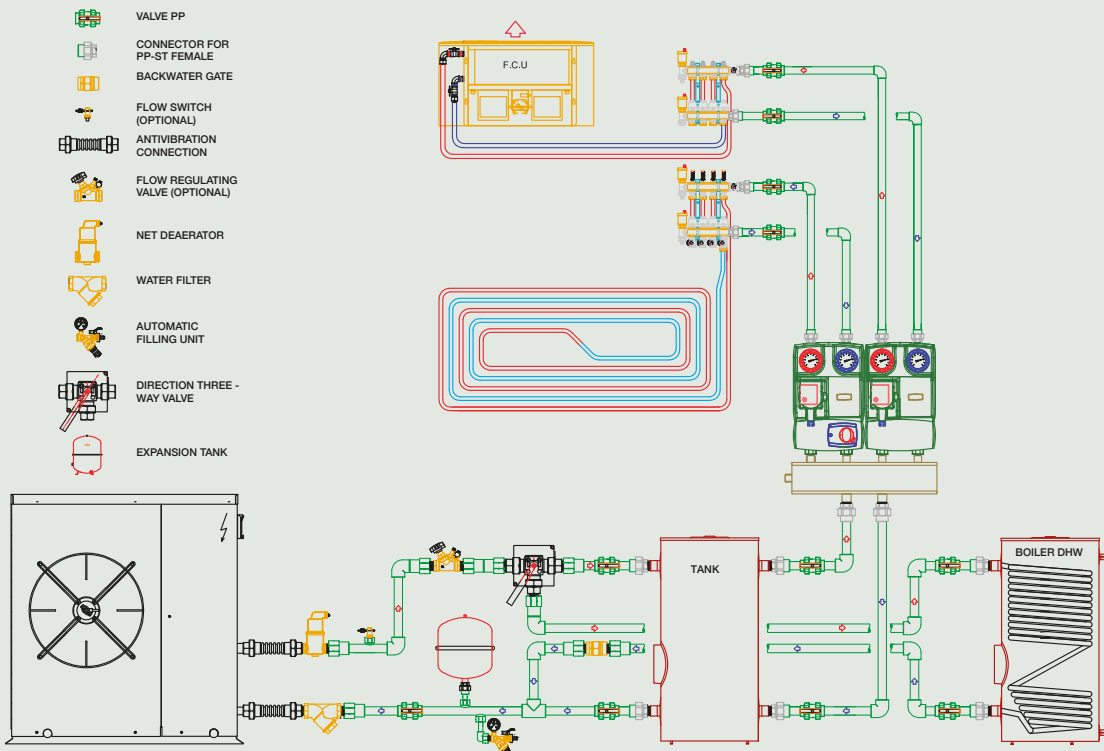 VALVE PP
CONNECTOR FOR
PP-ST FEMALE
BACKWATER GATE
FLOW SWITCH
(OPTIONAL)
ANTIVIBRATION
CONNECTION
FLOW REGULATING
VALVE (OPTIONAL)
NET DEAERATOR
WATER FILTER
AUTOMATIC
FILLING UNIT
DIRECTION THREE -
WAY VALVE
EXPANSION TANK
F.C.U
TANK
BOILER DHW